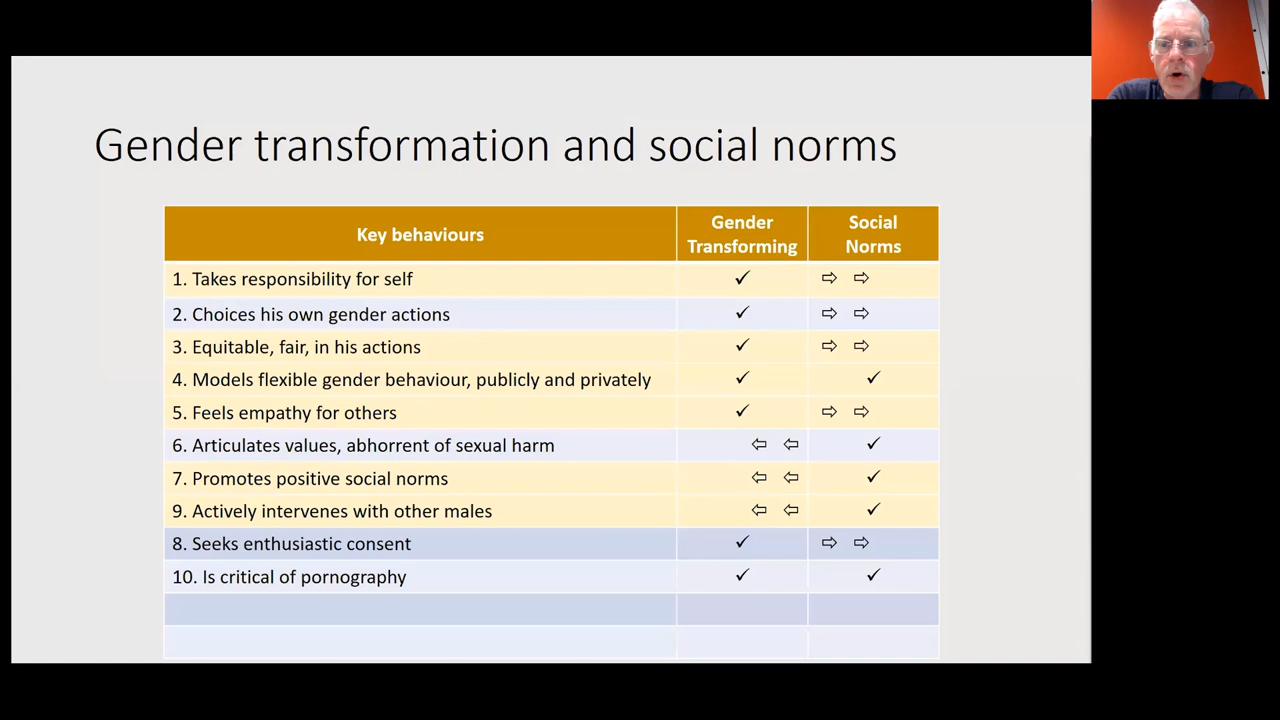 Gender transformation and social norms
Key behaviours
Gender
Transforming
Social
Norms
1. Takes responsibility for self ✓ ⇨ ⇨
2. Choices his own gender actions ✓ ⇨ ⇨
3. Equitable, fair, in his actions ✓ ⇨ ⇨
4. Models flexible gender behaviour, publicly and privately ✓ ✓
5. Feels empathy for others ✓ ⇨ ⇨
6. Articulates values, abhorrent of sexual harm ⇦ ⇦ ✓
7. Promotes positive social norms ⇦ ⇦ ✓
9. Actively intervenes with other males ⇦ ⇦ ✓
8. Seeks enthusiastic consent ✓ ⇨ ⇨
10. Is critical of pornography ✓ ✓